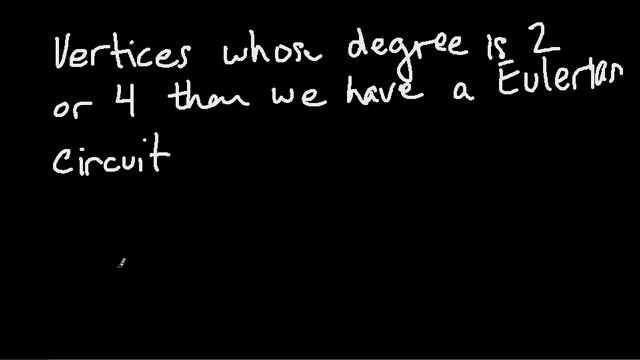 Vertices whose degree is 2
or 4 then we have a Eulerian
circuit